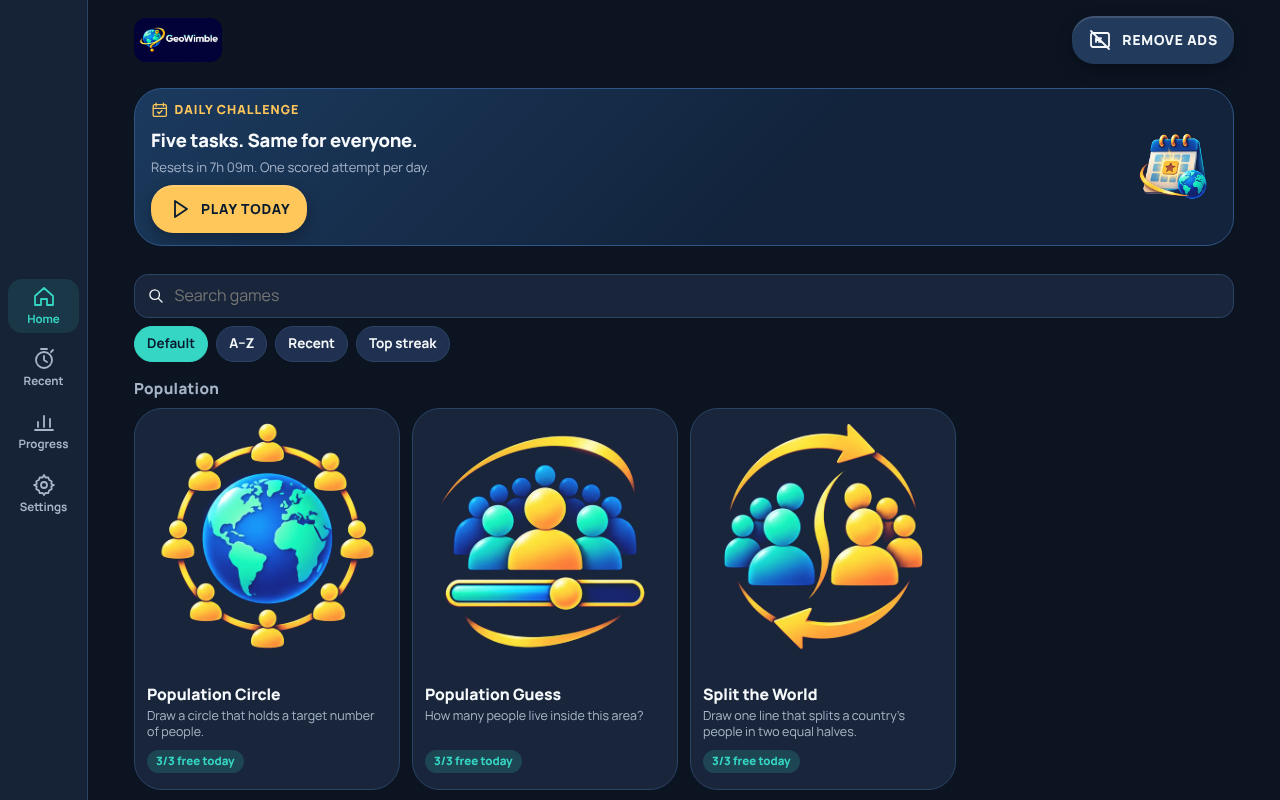 GeoWimble
REMOVE ADS
DAILY CHALLENGE
Five tasks. Same for everyone.
Resets in 7h 09m. One scored attempt per day.
PLAY TODAY
Search games
Default
A–Z
Recent
Top streak
Home
Recent
Progress
Settings
Population
Population Circle
Draw a circle that holds a target number
of people.
3/3 free today
Population Guess
How many people live inside this area?
3/3 free today
Split the World
Draw one line that splits a country's
people in two equal halves.
3/3 free today